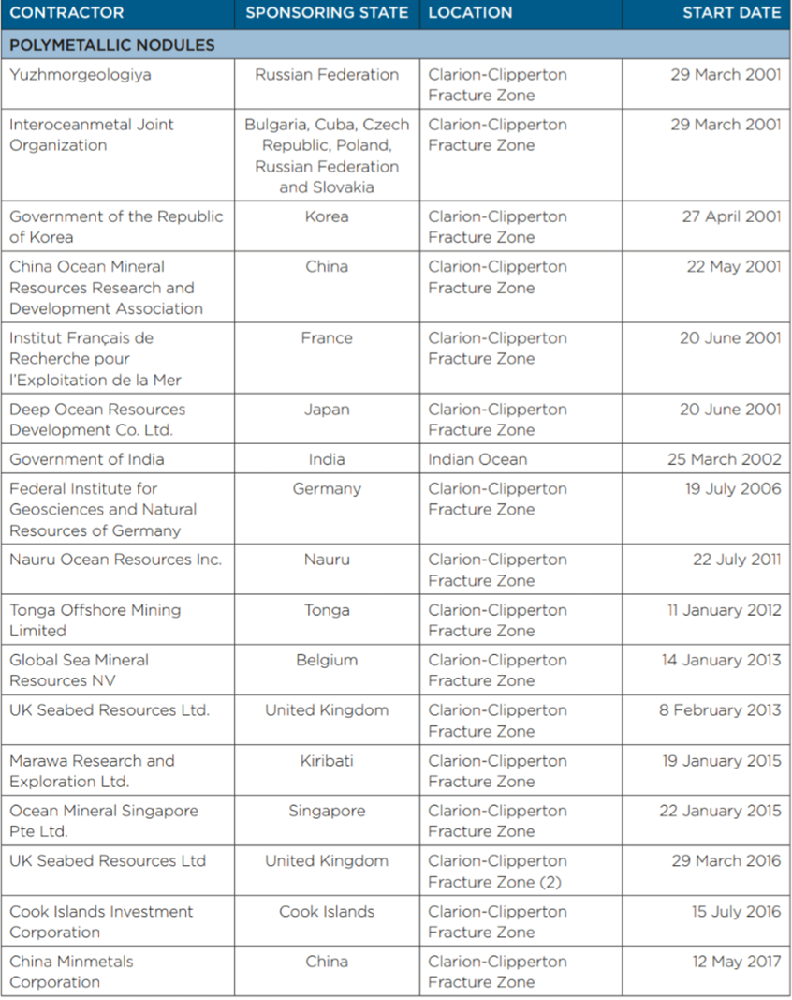 CONTRACTOR SPONSORING STATE LOCATION START DATE
POLYMETALLIC NODULES
Yuzhmorgeologiya Russian Federation Clarion-Clipperton 29 March 2001
Fracture Zone
Interoceanmetal Joint Bulgaria, Cuba, Czech Clarion-Clipperton 29 March 2001
Organization Republic, Poland, Fracture Zone
Russian Federation
and Slovakia
Government of the Republic Korea Clarion-Clipperton 27 April 2001
of Korea Fracture Zone
China Ocean Mineral China Clarion-Clipperton 22 May 2001
Resources Research and Fracture Zone
Development Association
Institut Français de France Clarion-Clipperton 20 June 2001
Recherche pour Fracture Zone
l'Exploitation de la Mer
Deep Ocean Resources Japan Clarion-Clipperton 20 June 2001
Development Co. Ltd. Fracture Zone
Government of India India Indian Ocean 25 March 2002
Federal Institute for Germany Clarion-Clipperton 19 July 2006
Geosciences and Natural Fracture Zone
Resources of Germany
Nauru Ocean Resources Inc. Nauru Clarion-Clipperton 22 July 2011
Fracture Zone
Tonga Offshore Mining Tonga Clarion-Clipperton 11 January 2012
Limited Fracture Zone
Global Sea Mineral Belgium Clarion-Clipperton 14 January 2013
Resources NV Fracture Zone
UK Seabed Resources Ltd. United Kingdom Clarion-Clipperton 8 February 2013
Fracture Zone
Marawa Research and Kiribati Clarion-Clipperton 19 January 2015
Exploration Ltd. Fracture Zone
Ocean Mineral Singapore Singapore Clarion-Clipperton 22 January 2015
Pte Ltd. Fracture Zone
UK Seabed Resources Ltd United Kingdom Clarion-Clipperton 29 March 2016
Fracture Zone (2)
Cook Islands Investment Cook Islands Clarion-Clipperton 15 July 2016
Corporation Fracture Zone
China Minmetals China Clarion-Clipperton 12 May 2017
Corporation Fracture Zone